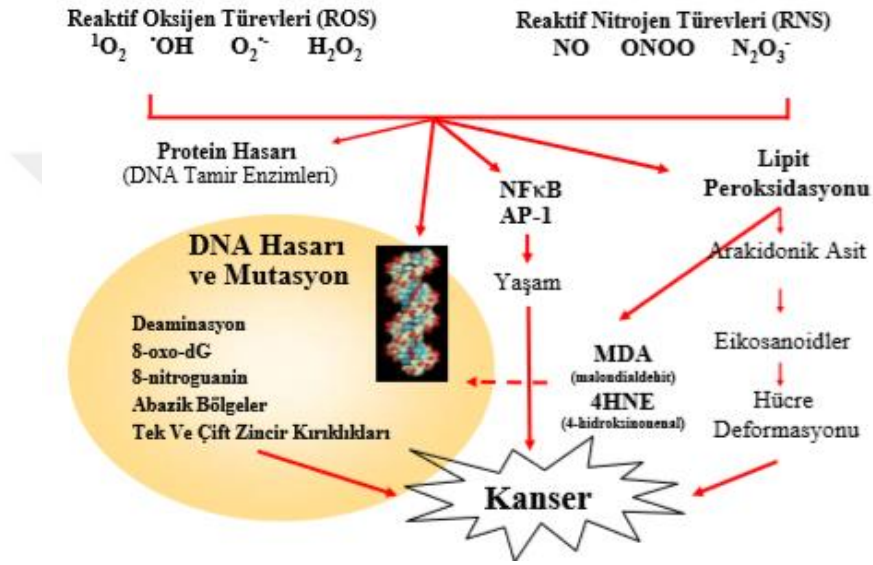 Reaktif Oksijen Türevleri (ROS)
¹O₂ ˙OH O₂˙⁻ H₂O₂
Reaktif Nitrojen Türevleri (RNS)
NO ONOO N₂O₃⁻
Protein Hasarı
(DNA Tamir Enzimleri)
NFκB
AP-1
Yaşam
Lipit
Peroksidasyonu
Arakidonik Asit
Eikosanoidler
Hücre
Deformasyonu
DNA Hasarı
ve Mutasyon
Deaminasyon
8-oxo-dG
8-nitroguanin
Abazik Bölgeler
Tek Ve Çift Zincir Kırıklıkları
MDA
(malondialdehit)
4HNE
(4-hidroksinonenal)
Kanser